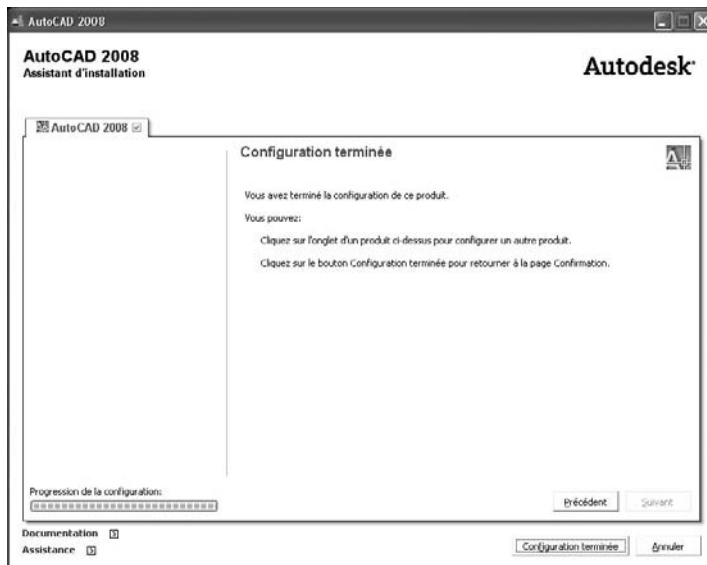 AutoCAD 2008
AutoCAD 2008
Assistant d'installation
Autodesk
AutoCAD 2008
Configuration terminée
Vous avez terminé la configuration de ce produit.
Vous pouvez:
Cliquez sur l'onglet d'un produit ci-dessus pour configurer un autre produit.
Cliquez sur le bouton Configuration terminée pour retourner à la page Confirmation.
Progression de la configuration:
Précédent
Suivant
Documentation
Assistance
Configuration terminée
Annuler